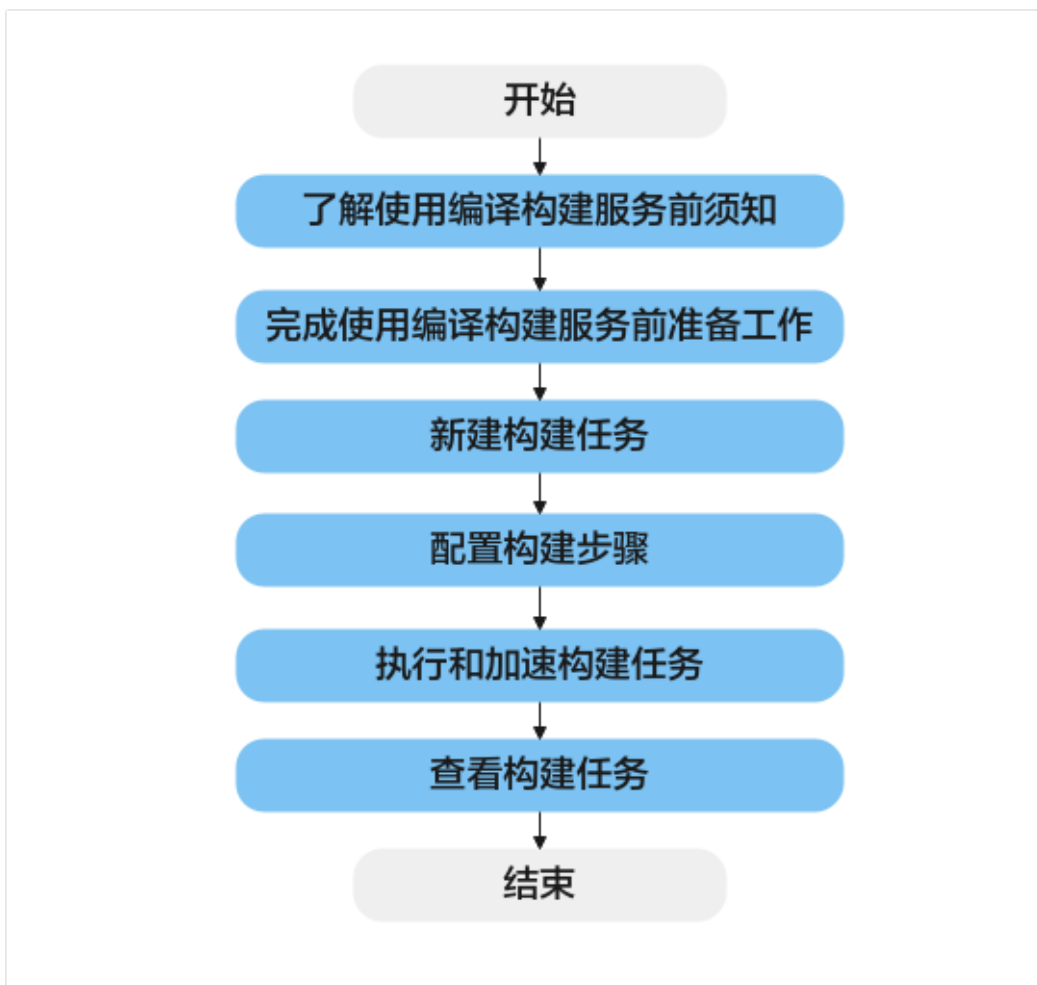 开始
了解使用编译构建服务前须知
完成使用编译构建服务前准备工作
新建构建任务
配置构建步骤
执行和加速构建任务
查看构建任务
结束